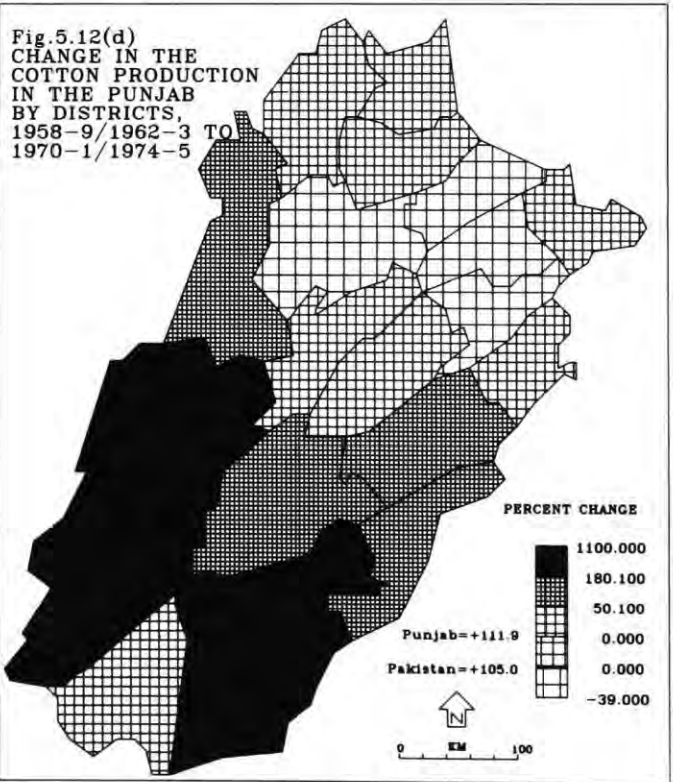 Fig.5.12(d)
CHANGE IN THE
COTTON PRODUCTION
IN THE PUNJAB
BY DISTRICTS,
1958-9/1962-3 TO
1970-1/1974-5
PERCENT CHANGE
1100.000
180.100
50.100
0.000
0.000
-39.000
Punjab=+111.9
Pakistan=+105.0
N
KM
0 100